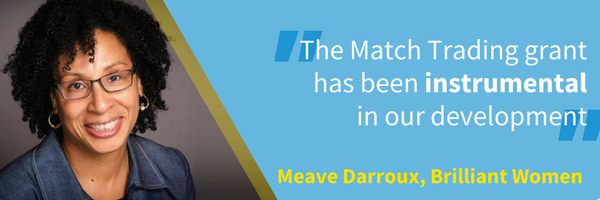 The Match Trading grant
has been instrumental
in our development
Meave Darroux, Brilliant Women